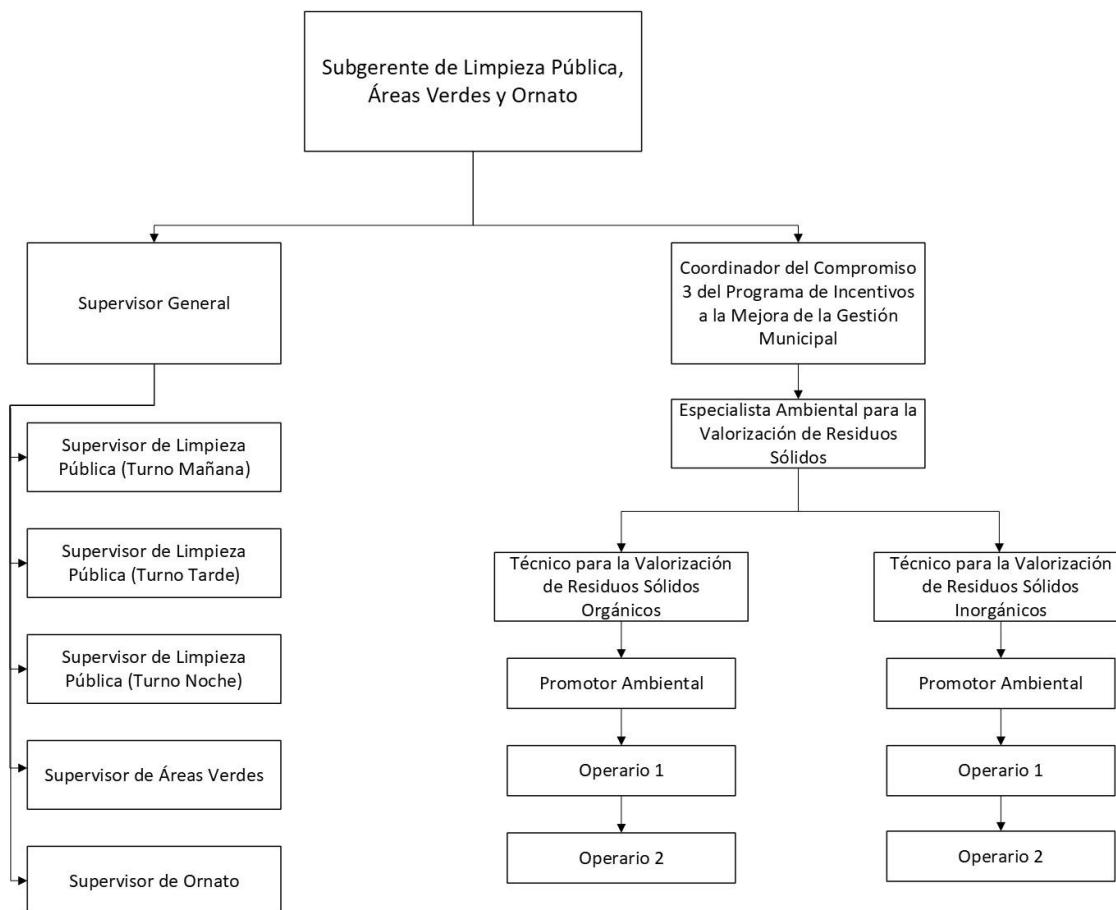 Subgerente de Limpieza Pública,
Áreas Verdes y Ornato
Supervisor General
Coordinador del Compromiso
3 del Programa de Incentivos
a la Mejora de la Gestión
Municipal
Supervisor de Limpieza
Pública (Turno Mañana)
Supervisor de Limpieza
Pública (Turno Tarde)
Supervisor de Limpieza
Pública (Turno Noche)
Supervisor de Áreas Verdes
Supervisor de Ornato
Especialista Ambiental para la
Valorización de Residuos
Sólidos
Técnico para la Valorización
de Residuos Sólidos
Orgánicos
Promotor Ambiental
Operario 1
Operario 2
Técnico para la Valorización
de Residuos Sólidos
Inorgánicos
Promotor Ambiental
Operario 1
Operario 2